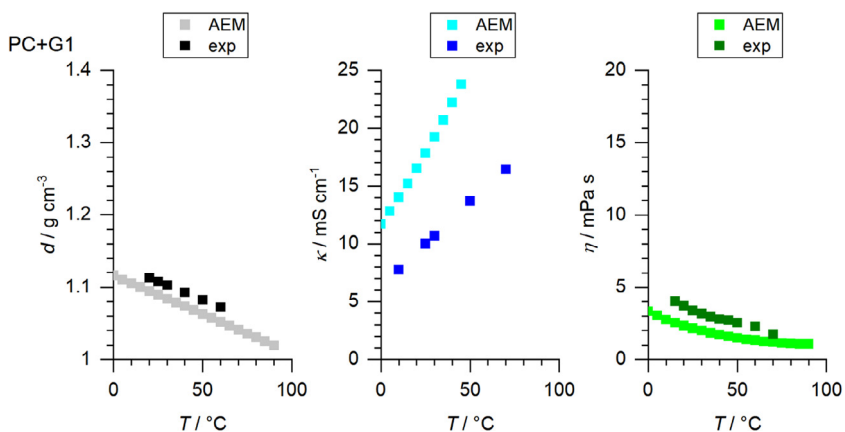 PC+G1
AEM
exp
1.4
1.3
1.2
1.1
1
d / g cm⁻³
0 50 100
T / °C
AEM
exp
25
20
15
10
5
0
κ / mS cm⁻¹
0 50 100
T / °C
AEM
exp
20
15
10
5
0
η / mPa s
0 50 100
T / °C